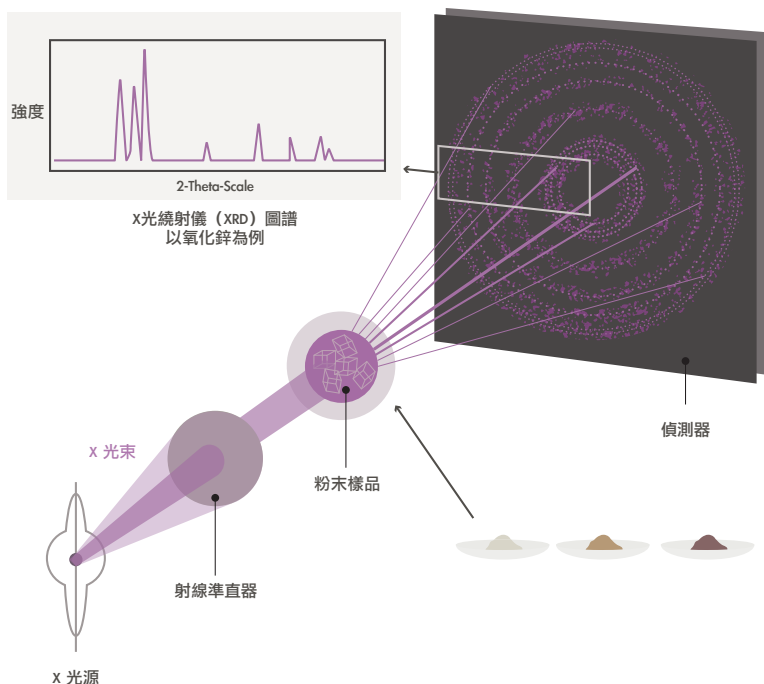 強度
2-Theta-Scale
X光繞射儀（XRD）圖譜
以氧化鋅為例
偵測器
X 光束
粉末樣品
射線準直器
X 光源